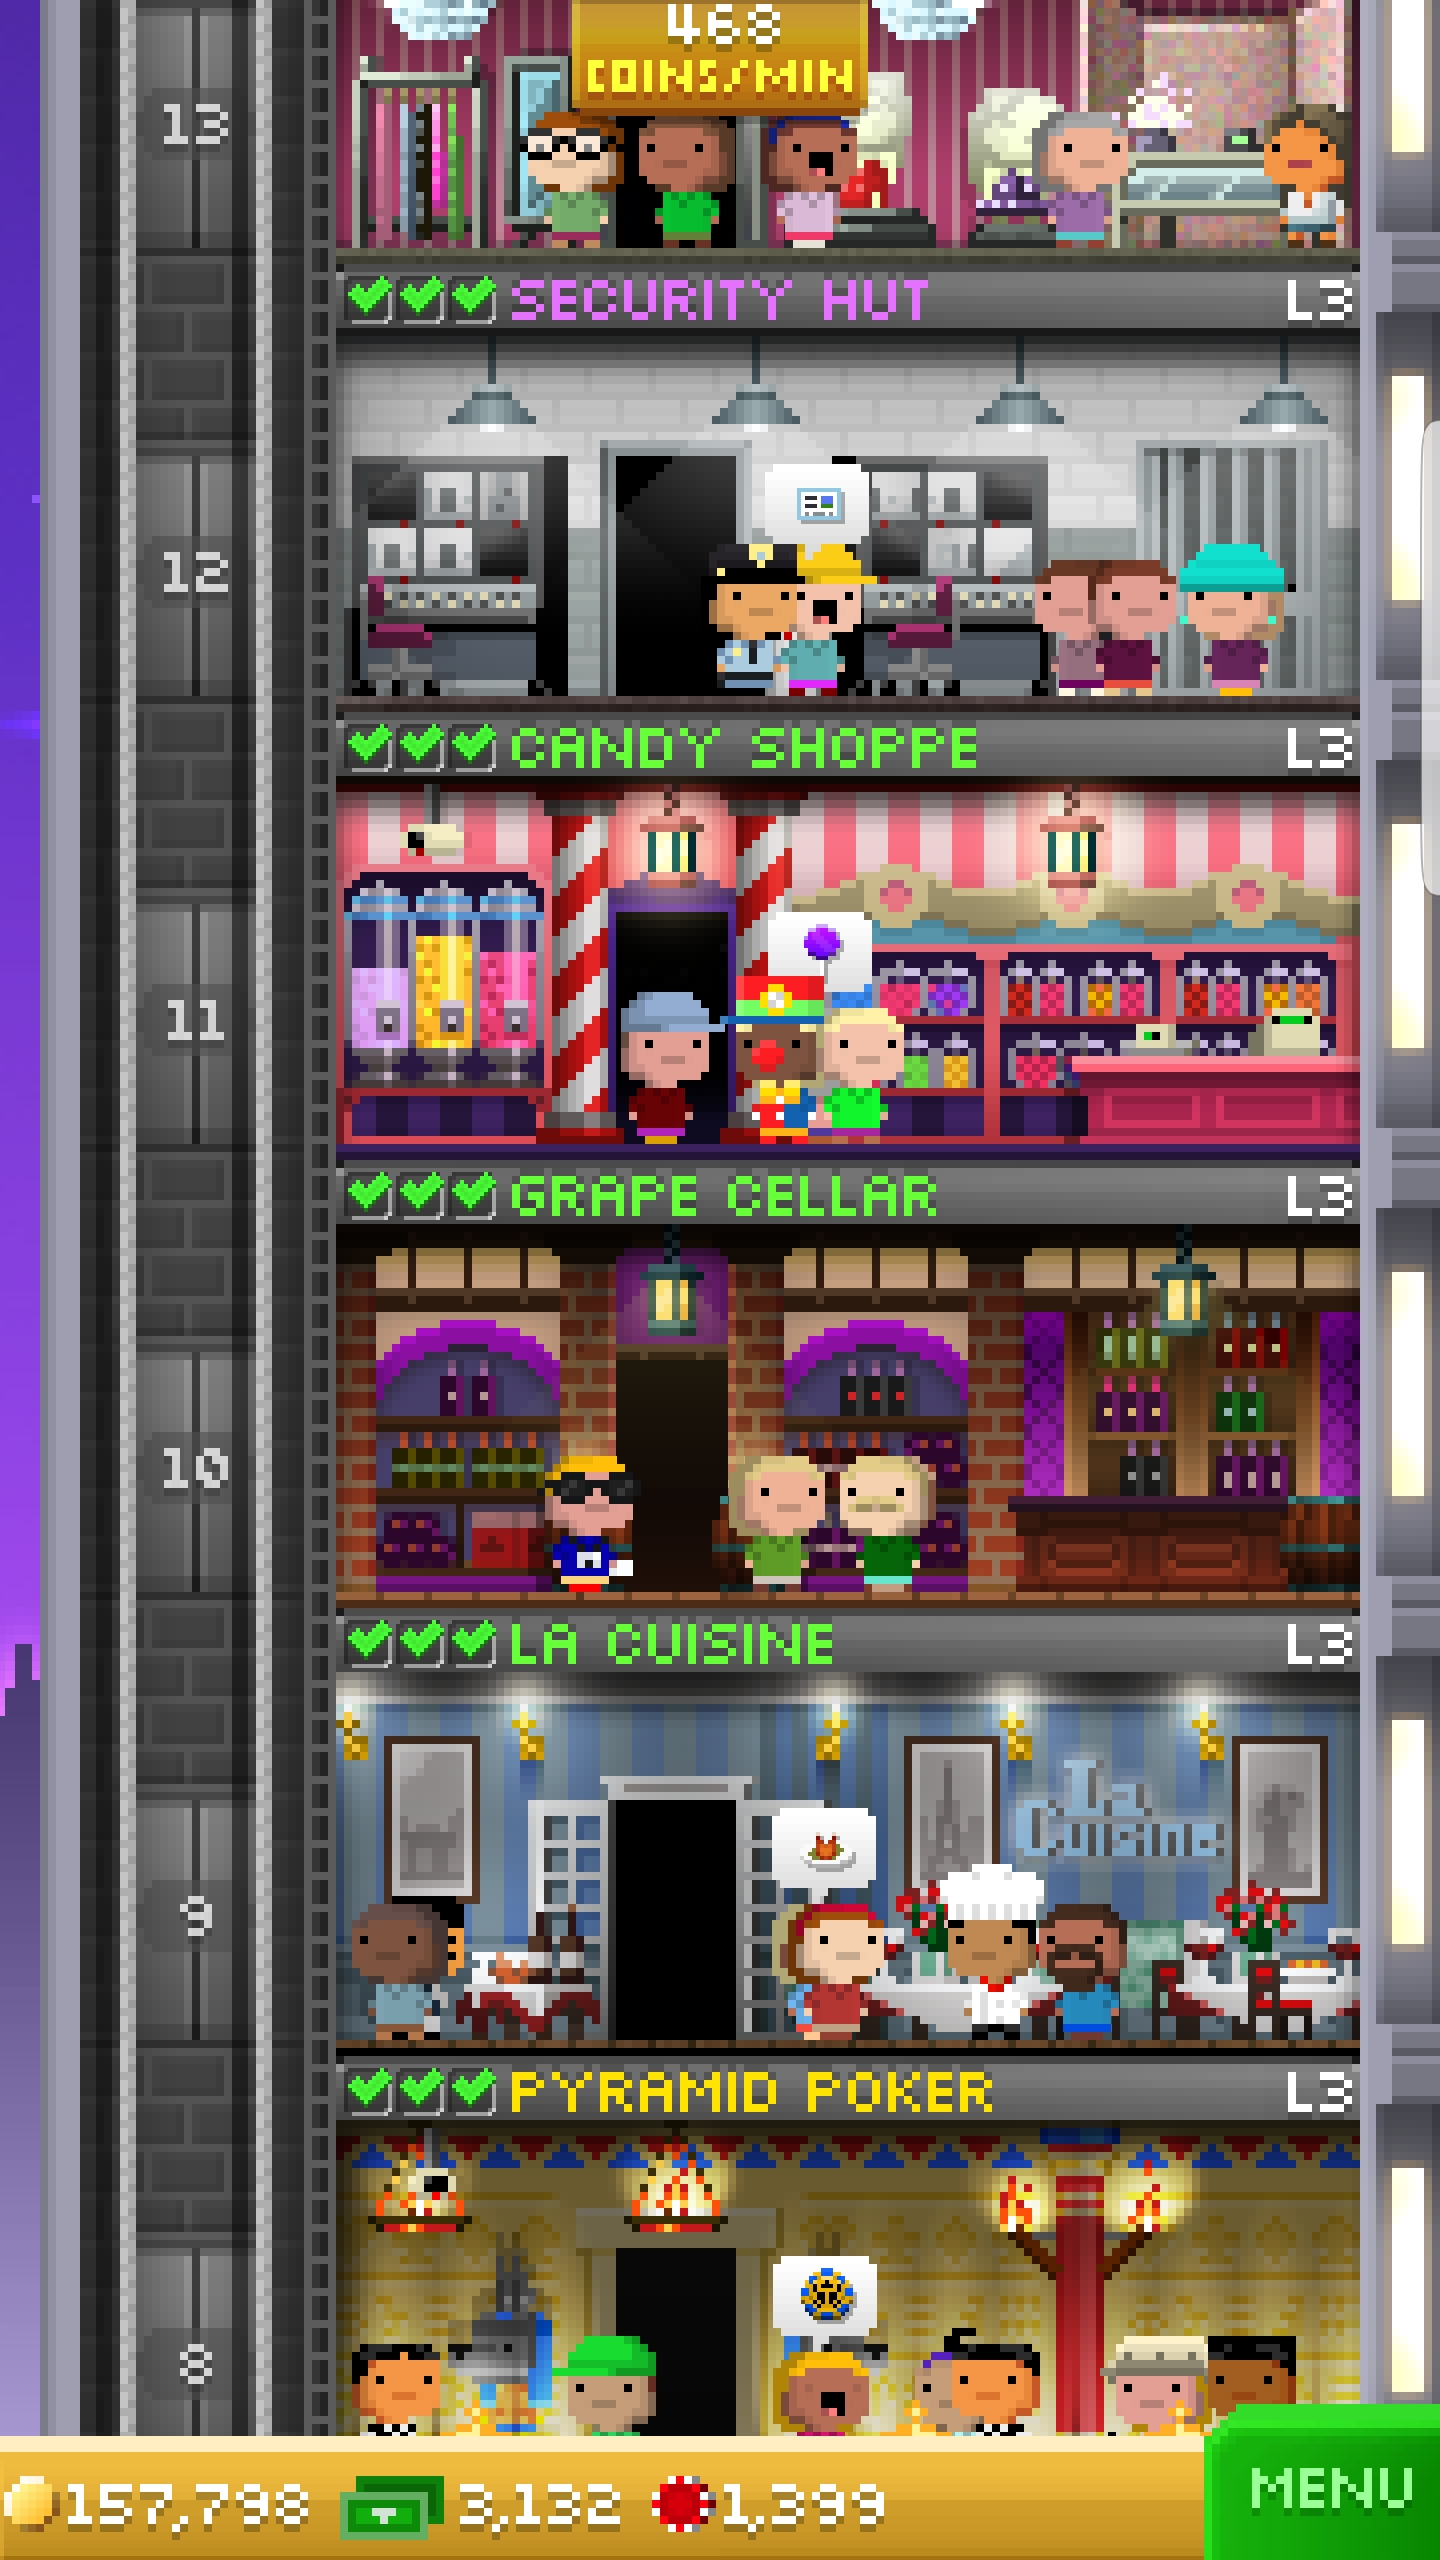 468
COINS/MIN
13
SECURITY HUT L3
12
CANDY SHOPPE L3
11
GRAPE CELLAR L3
10
LA CUISINE L3
La
Cuisine
9
PYRAMID POKER L3
8
157,798 3,132 1,399 MENU